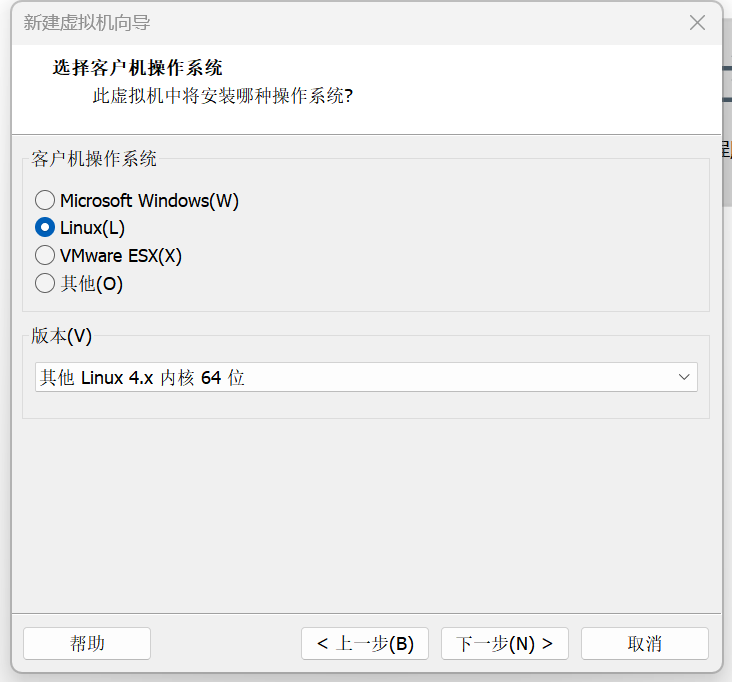 新建虚拟机向导
选择客户机操作系统
此虚拟机中将安装哪种操作系统?
客户机操作系统
Microsoft Windows(W)
Linux(L)
VMware ESX(X)
其他(O)
版本(V)
其他 Linux 4.x 内核 64 位
帮助
< 上一步(B)
下一步(N) >
取消